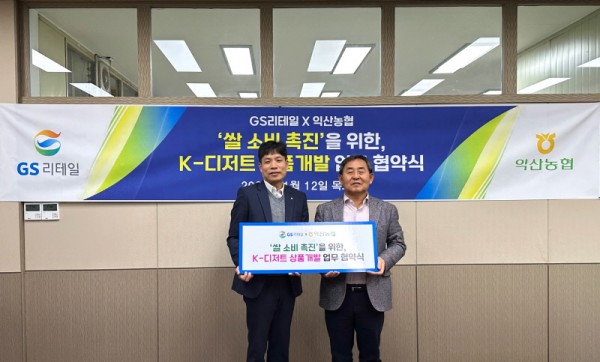 GS리테일 X 익산농협
'쌀 소비 촉진'을 위한,
K-디저트 상품개발 업무 협약식
12일
GS리테일
익산농협
GS리테일
'쌀 소비 촉진'을 위한,
K-디저트 상품개발 업무 협약식